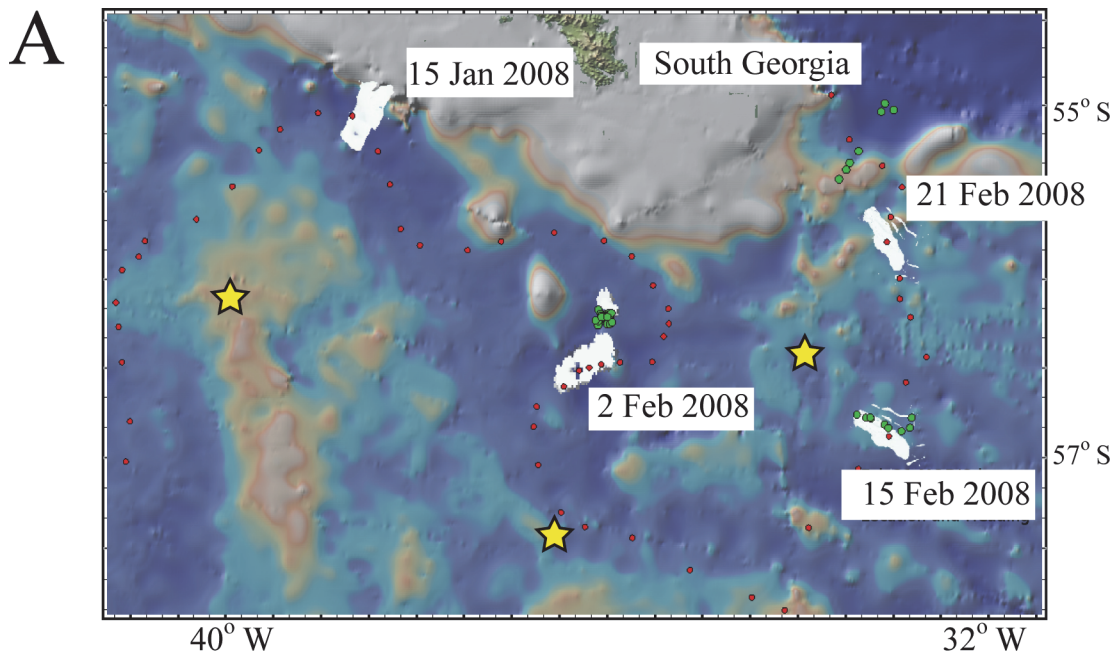 A
15 Jan 2008
South Georgia
55° S
21 Feb 2008
2 Feb 2008
57° S
15 Feb 2008
40° W
32° W